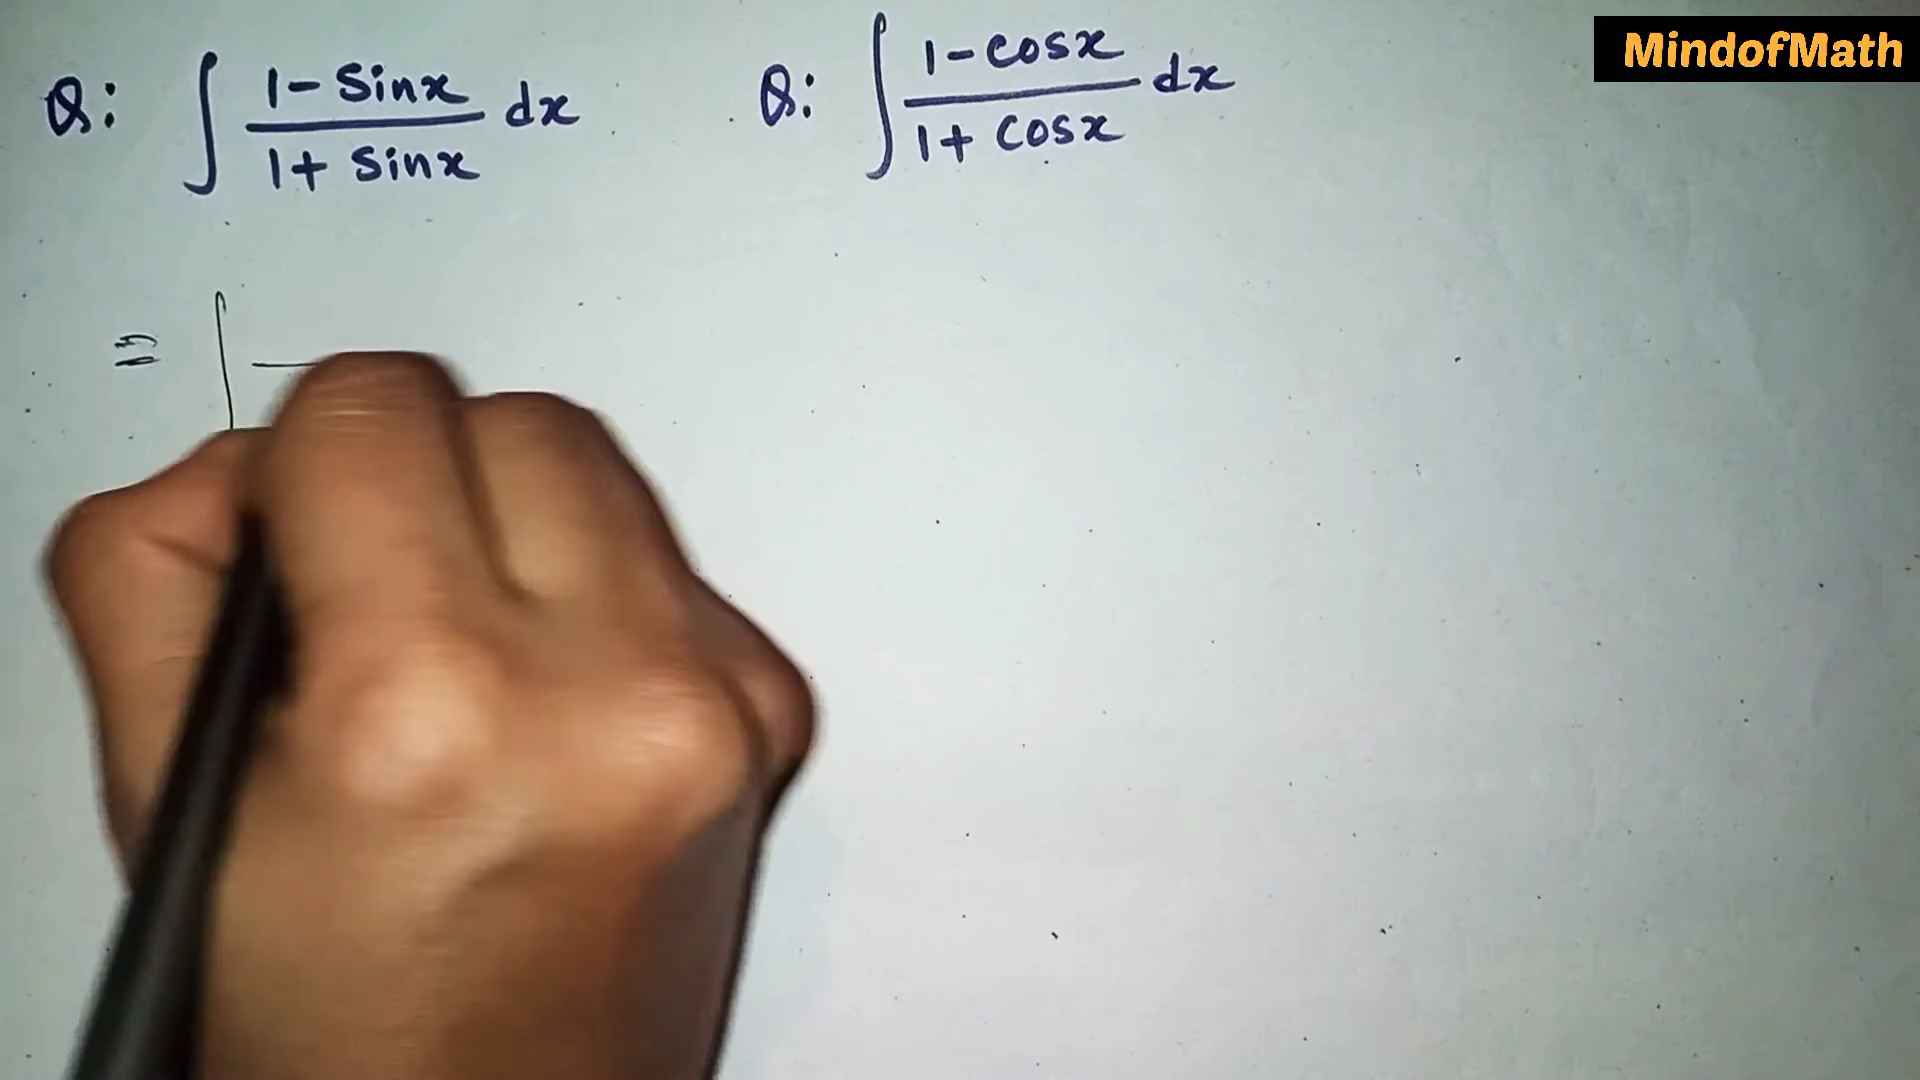 MindofMath
Q: ∫ (1 - Sinx)/(1 + Sinx) dx
Q: ∫ (1 - Cosx)/(1 + Cosx) dx
= ∫